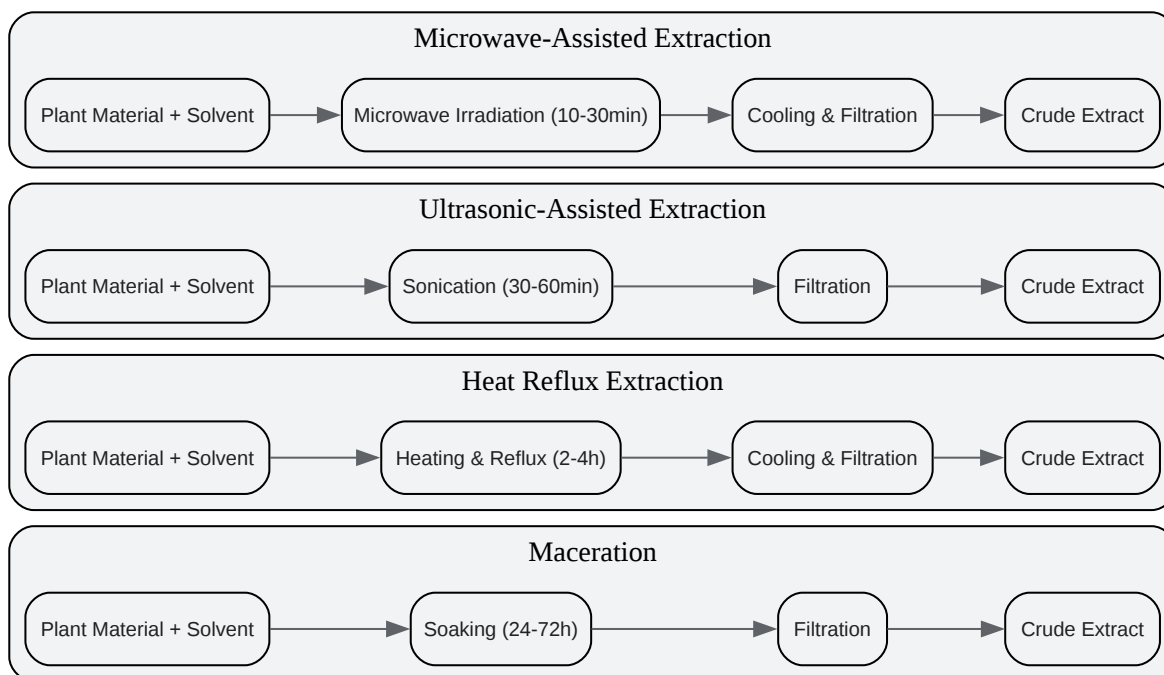 Microwave-Assisted Extraction
Plant Material + Solvent
Microwave Irradiation (10-30min)
Cooling & Filtration
Crude Extract
Ultrasonic-Assisted Extraction
Plant Material + Solvent
Sonication (30-60min)
Filtration
Crude Extract
Heat Reflux Extraction
Plant Material + Solvent
Heating & Reflux (2-4h)
Cooling & Filtration
Crude Extract
Maceration
Plant Material + Solvent
Soaking (24-72h)
Filtration
Crude Extract